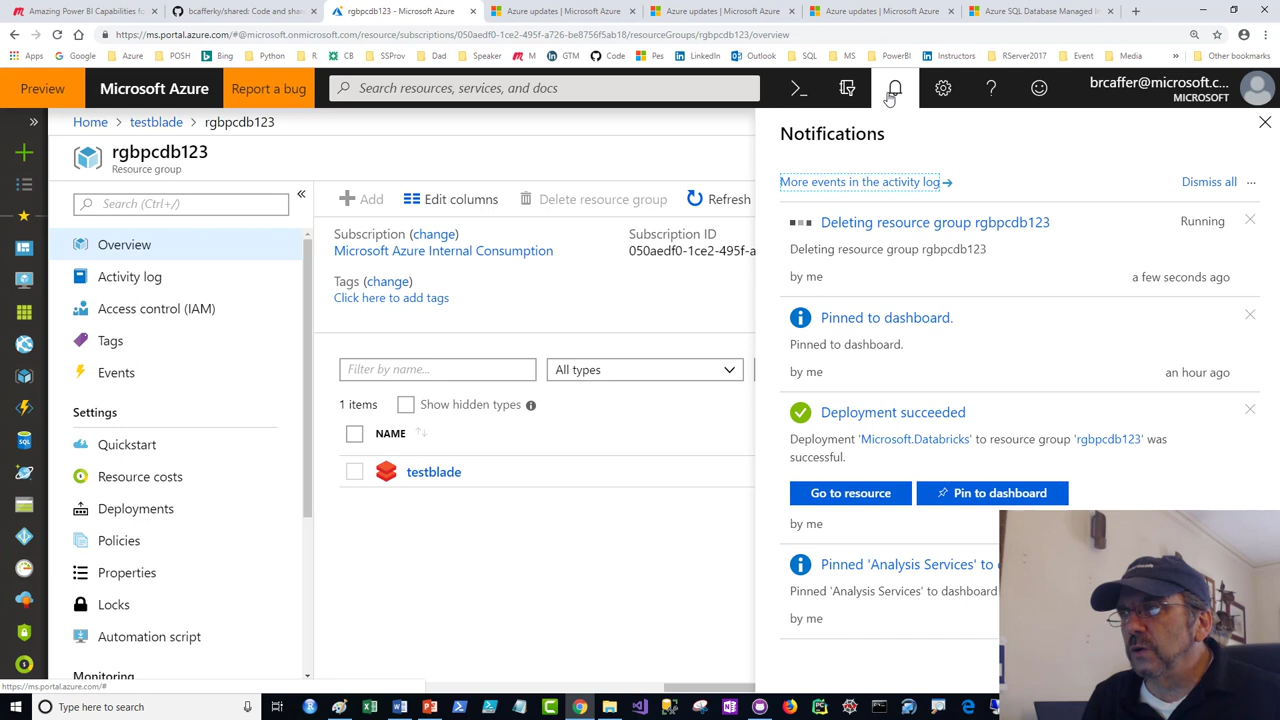 Amazing Power BI Capabilities for
bcafferky/shared: Code and share
rgbpcdb123 - Microsoft Azure
Azure updates | Microsoft Azure
Azure updates | Microsoft Azure
Azure updates | Microsoft Azure
Azure SQL Database Managed In
https://ms.portal.azure.com/#@microsoft.onmicrosoft.com/resource/subscriptions/050aedf0-1ce2-495f-a726-be8756f5ab18/resourceGroups/rgbpcdb123/overview
Apps Google Azure POSH Bing CB SSProv Dad Speaker M GTM Code Pes LinkedIn Outlook SQL MS PowerBI Instructors RServer2017 Event Media Other bookmarks
Preview Microsoft Azure Report a bug Search resources, services, and docs brcaffer@microsoft.c...
MICROSOFT
Home > testblade > rgbpcdb123
rgbpcdb123
Resource group
Search (Ctrl+/)
Overview
Activity log
Access control (IAM)
Tags
Events
Settings
Quickstart
Resource costs
Deployments
Policies
Properties
Locks
Automation script
Monitoring
Add Edit columns Delete resource group Refresh
Subscription (change)
Microsoft Azure Internal Consumption
Subscription ID
050aedf0-1ce2-495f-a
Tags (change)
Click here to add tags
Filter by name... All types
1 items Show hidden types
NAME
testblade
Notifications
More events in the activity log Dismiss all ...
Deleting resource group rgbpcdb123 Running
Deleting resource group rgbpcdb123
by me a few seconds ago
Pinned to dashboard.
Pinned to dashboard.
by me an hour ago
Deployment succeeded
Deployment 'Microsoft.Databricks' to resource group 'rgbpcdb123' was
successful.
Go to resource Pin to dashboard
by me
Pinned 'Analysis Services' to
Pinned 'Analysis Services' to dashboard
by me
https://ms.portal.azure.com/#
Type here to search